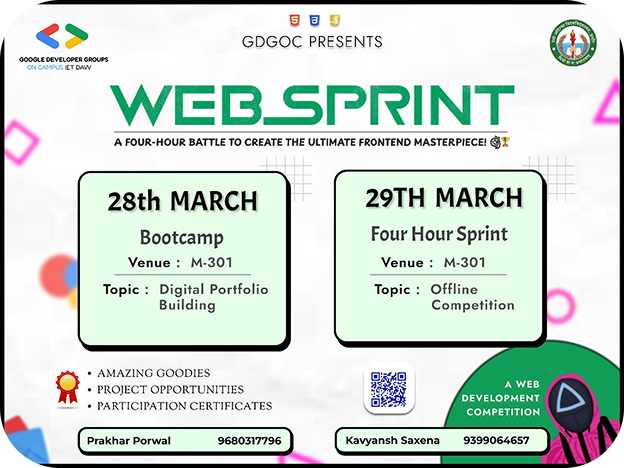 GDGOC PRESENTS
GOOGLE DEVELOPER GROUPS
ON CAMPUS IET DAVV
WEB_SPRINT
A FOUR-HOUR BATTLE TO CREATE THE ULTIMATE FRONTEND MASTERPIECE!
28th MARCH
Bootcamp
Venue : M-301
Topic : Digital Portfolio
Building
29TH MARCH
Four Hour Sprint
Venue : M-301
Topic : Offline
Competition
• AMAZING GOODIES
• PROJECT OPPORTUNITIES
• PARTICIPATION CERTIFICATES
A WEB
DEVELOPMENT
COMPETITION
Prakhar Porwal 9680317796
Kavyansh Saxena 9399064657